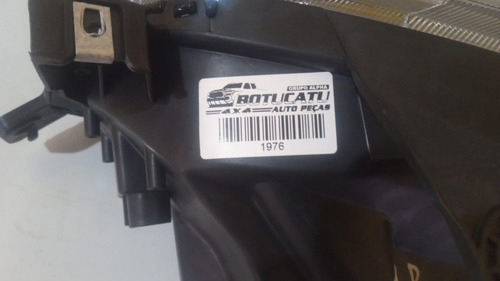 GRUPO ALPHA
BOTUCATU
4X4 AUTO PEÇAS
1976